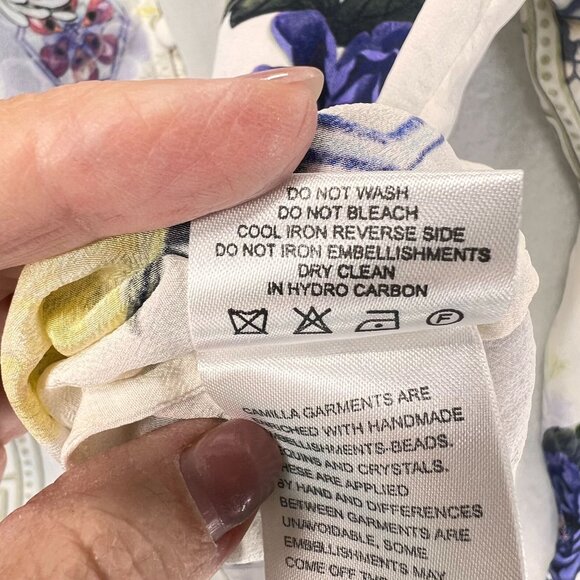 DO NOT WASH
DO NOT BLEACH
COOL IRON REVERSE SIDE
DO NOT IRON EMBELLISHMENTS
DRY CLEAN
IN HYDRO CARBON
F
CAMILLA GARMENTS ARE
WITH HANDMADE
BEADS.
AND CRYSTALS.
ARE APPLIED
BY HAND AND DIFFERENCES
BETWEEN GARMENTS ARE
UNAVOIDABLE, SOME
EMBELLISHMENTS MAY
COME OFF